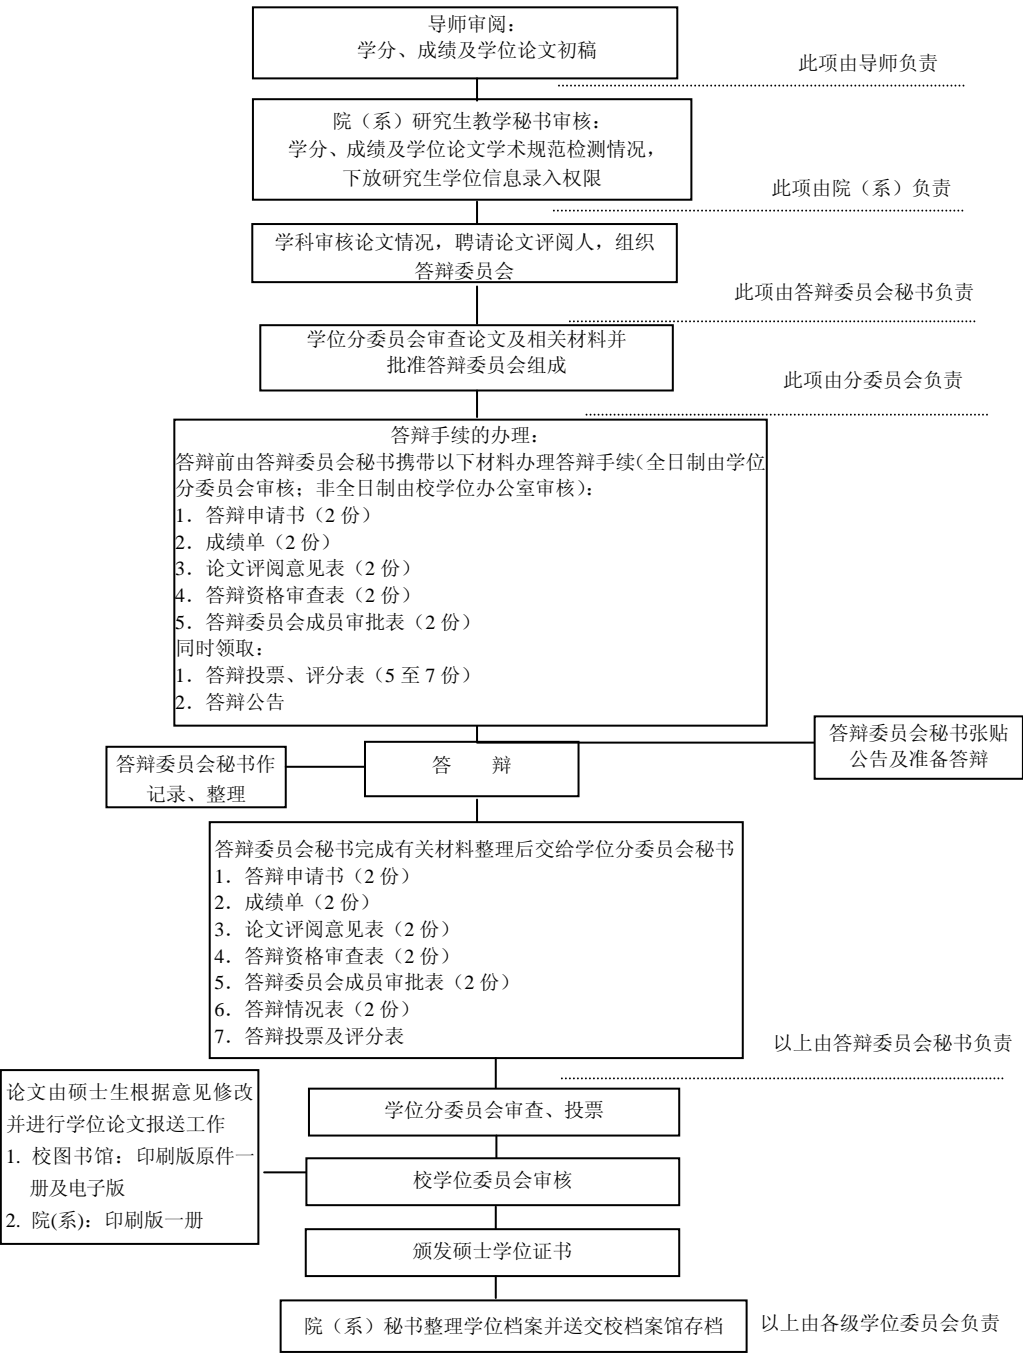 导师审阅：
学分、成绩及学位论文初稿
此项由导师负责
院（系）研究生教学秘书审核：
学分、成绩及学位论文学术规范检测情况，
下放研究生学位信息录入权限
此项由院（系）负责
学科审核论文情况，聘请论文评阅人，组织
答辩委员会
此项由答辩委员会秘书负责
学位分委员会审查论文及相关材料并
批准答辩委员会组成
此项由分委员会负责
答辩手续的办理：
答辩前由答辩委员会秘书携带以下材料办理答辩手续（全日制由学位
分委员会审核；非全日制由校学位办公室审核）：
1．答辩申请书（2 份）
2．成绩单（2 份）
3．论文评阅意见表（2 份）
4．答辩资格审查表（2 份）
5．答辩委员会成员审批表（2 份）
同时领取：
1．答辩投票、评分表（5 至 7 份）
2．答辩公告
答辩委员会秘书张贴
公告及准备答辩
答辩委员会秘书作
记录、整理
答　　辩
答辩委员会秘书完成有关材料整理后交给学位分委员会秘书
1．答辩申请书（2 份）
2．成绩单（2 份）
3．论文评阅意见表（2 份）
4．答辩资格审查表（2 份）
5．答辩委员会成员审批表（2 份）
6．答辩情况表（2 份）
7．答辩投票及评分表
以上由答辩委员会秘书负责
论文由硕士生根据意见修改
并进行学位论文报送工作
1. 校图书馆：印刷版原件一
册及电子版
2. 院(系)：印刷版一册
学位分委员会审查、投票
校学位委员会审核
颁发硕士学位证书
院（系）秘书整理学位档案并送交校档案馆存档
以上由各级学位委员会负责